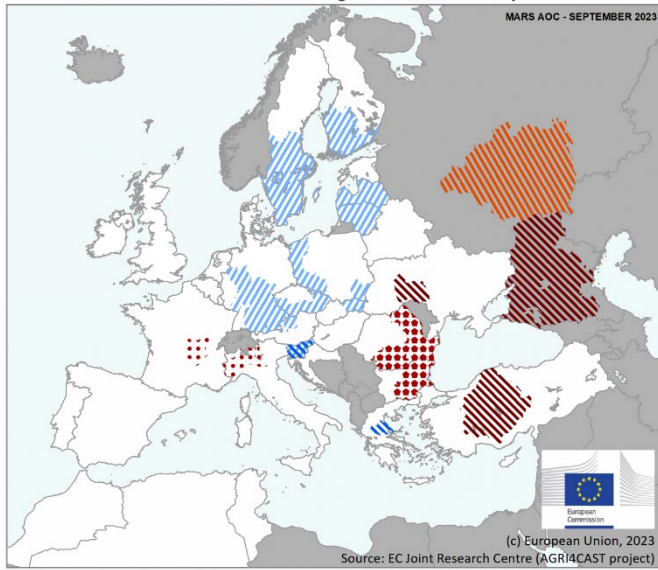 MARS AOC - SEPTEMBER 2023
European
Commission
(c) European Union, 2023
Source: EC Joint Research Centre (AGRI4CAST project)